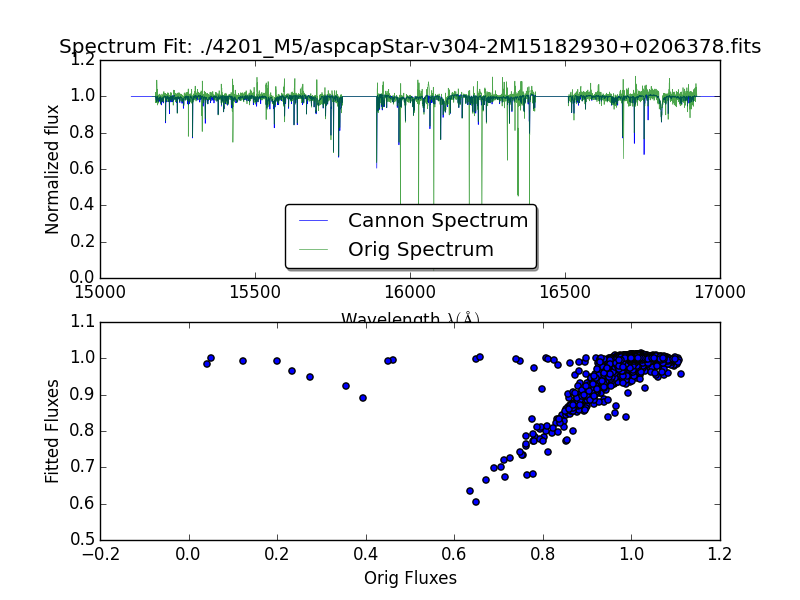 Spectrum Fit: ./4201_M5/aspcapStar-v304-2M15182930+0206378.fits
1.2
1.0
0.8
0.6
0.4
0.2
0.0
Normalized flux
Cannon Spectrum
Orig Spectrum
15000 15500 16000 16500 17000
Wavelength λ(Å)
1.1
1.0
0.9
0.8
0.7
0.6
0.5
Fitted Fluxes
−0.2 0.0 0.2 0.4 0.6 0.8 1.0 1.2
Orig Fluxes